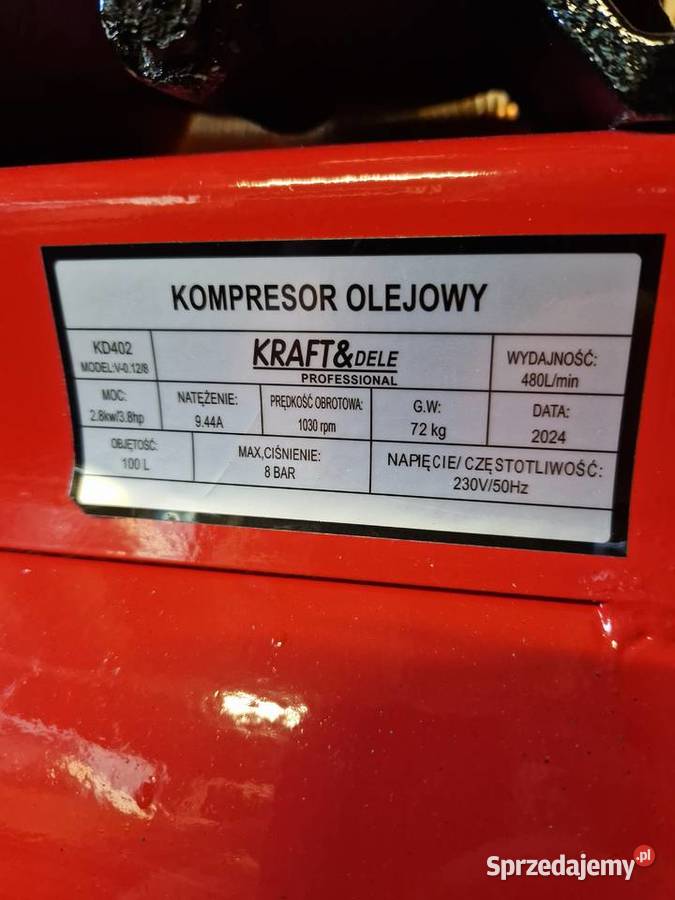 KOMPRESOR OLEJOWY
KD402
MODEL:V-0.12/8
KRAFT&DELE
PROFESSIONAL
WYDAJNOŚĆ:
480L/min
MOC:
2.8kw/3.8hp
NATĘŻENIE:
9.44A
PRĘDKOŚĆ OBROTOWA:
1030 rpm
G.W:
72 kg
DATA:
2024
OBJĘTOŚĆ:
100 L
MAX,CIŚNIENIE:
8 BAR
NAPIĘCIE/ CZĘSTOTLIWOŚĆ:
230V/50Hz
Sprzedajemy.pl